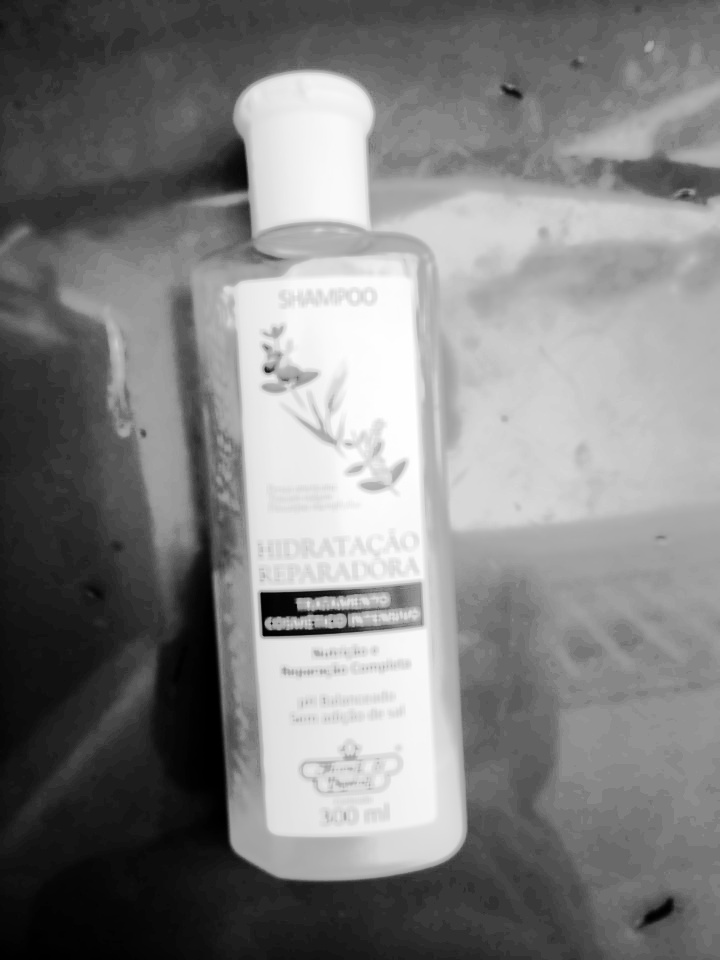 SHAMPOO
HIDRATAÇÃO
REPARADORA
TRATAMENTO
COSMÉTICO INTENSIVO
Nutrição e
Reparação Completa
pH Balanceado
Sem adição de sal
300 ml